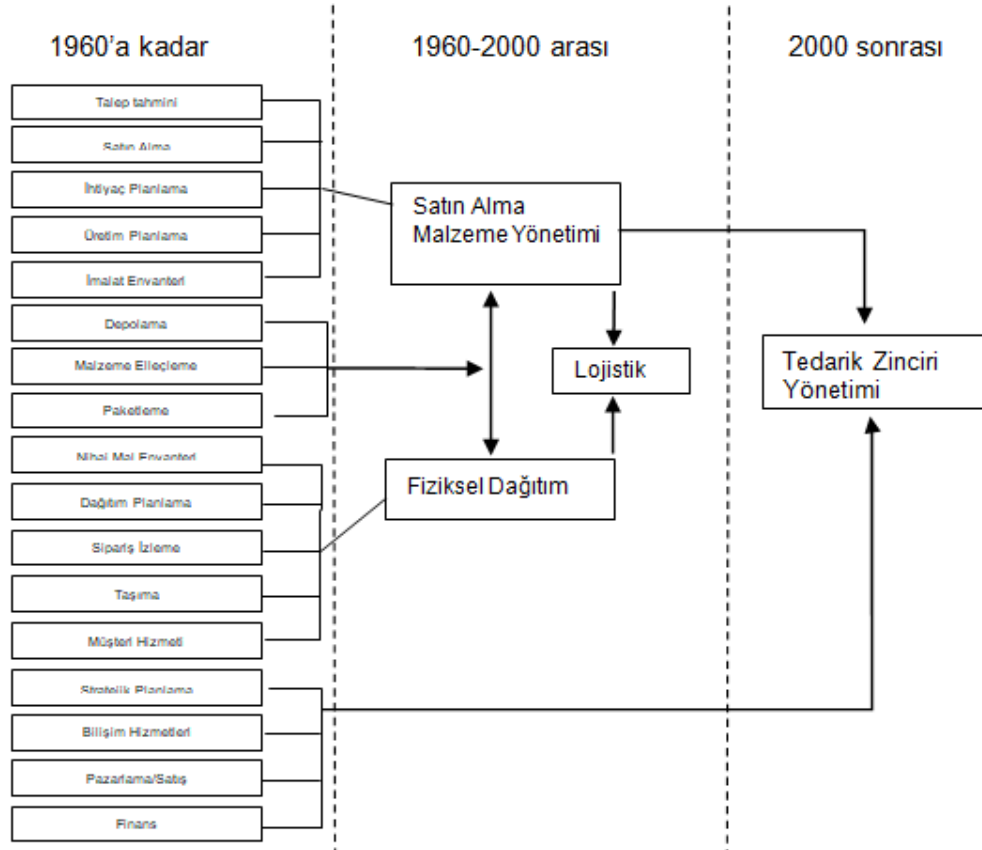 1960’a kadar
1960-2000 arası
2000 sonrası
Talep tahmini
Satın Alma
İhtiyaç Planlama
Üretim Planlama
İmalat Envanteri
Depolama
Malzeme Elleçleme
Paketleme
Nihai Mal Envanteri
Dağıtım Planlama
Sipariş İzleme
Taşıma
Müşteri Hizmeti
Stratejik Planlama
Bilişim Hizmetleri
Pazarlama/Satış
Finans
Satın Alma
Malzeme Yönetimi
Lojistik
Fiziksel Dağıtım
Tedarik Zinciri
Yönetimi